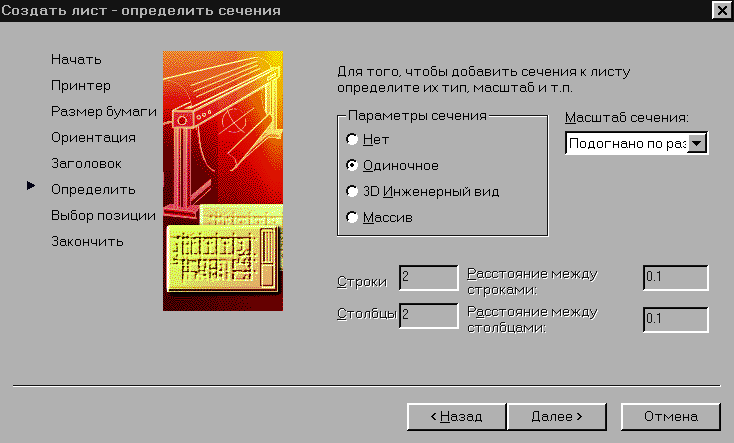 Создать лист - определить сечения
Начать
Принтер
Размер бумаги
Ориентация
Заголовок
Определить
Выбор позиции
Закончить
Для того, чтобы добавить сечения к листу
определите их тип, масштаб и т.п.
Параметры сечения
Нет
Одиночное
3D Инженерный вид
Массив
Масштаб сечения:
Подогнано по раз
Строки
2
Расстояние между
строками:
0.1
Столбцы
2
Расстояние между
столбцами:
0.1
< Назад
Далее >
Отмена